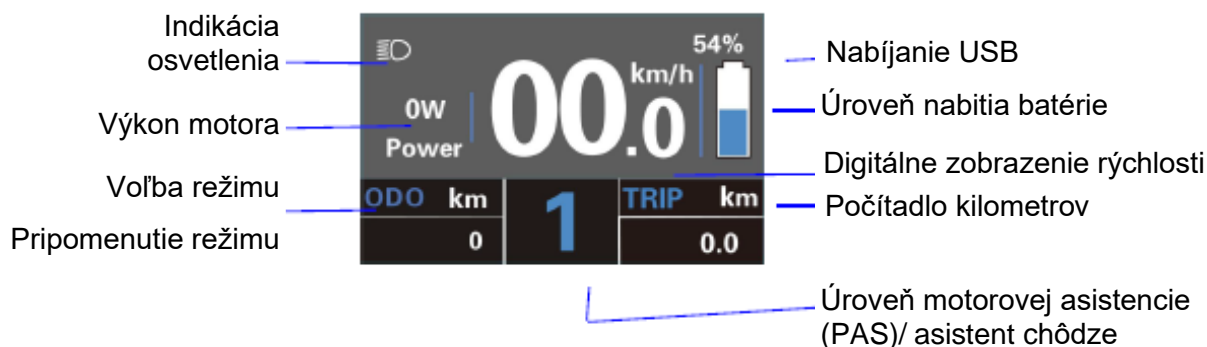 Indikácia
osvetlenia
Výkon motora
Voľba režimu
Pripomenutie režimu
54%
km/h
00.0
0W
Power
ODO km
0
1
TRIP km
0.0
Nabíjanie USB
Úroveň nabitia batérie
Digitálne zobrazenie rýchlosti
Počítadlo kilometrov
Úroveň motorovej asistencie
(PAS)/ asistent chôdze